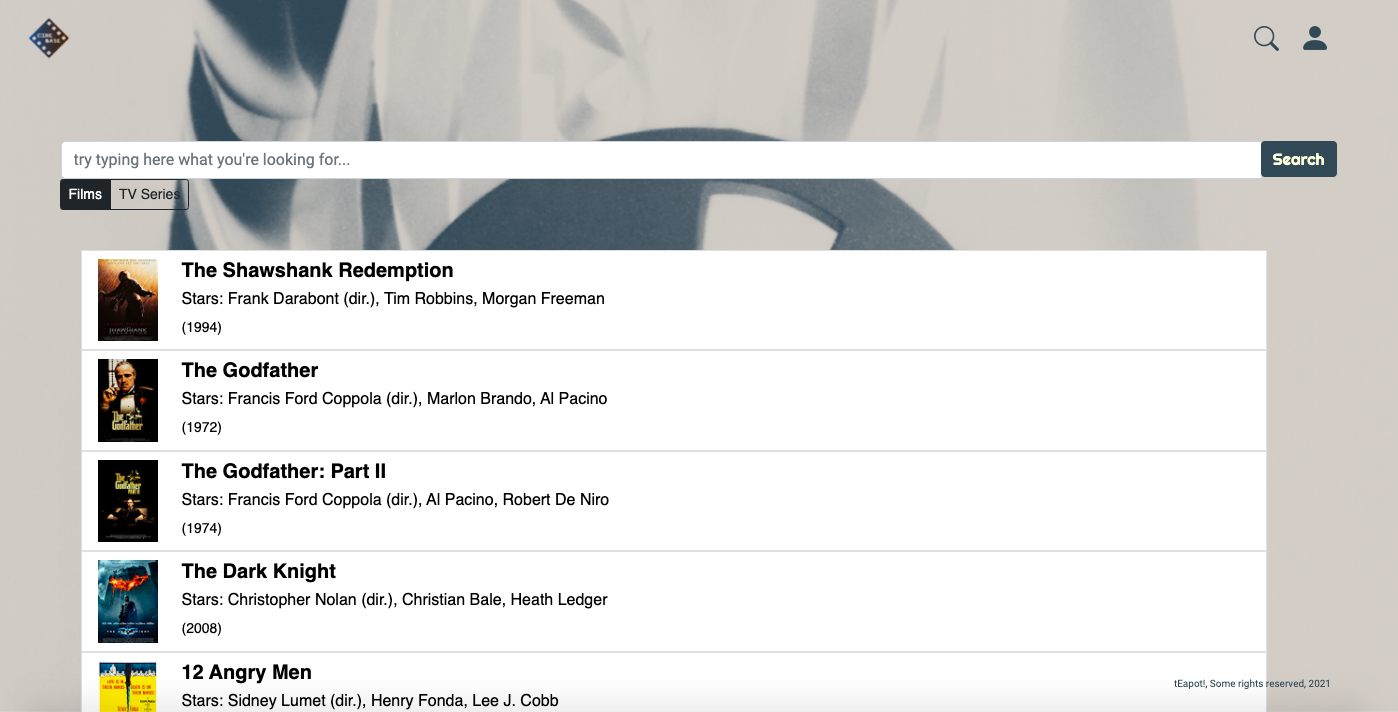 CINE
BASE
try typing here what you're looking for...
Search
Films
TV Series
The Shawshank Redemption
Stars: Frank Darabont (dir.), Tim Robbins, Morgan Freeman
(1994)
The Godfather
Stars: Francis Ford Coppola (dir.), Marlon Brando, Al Pacino
(1972)
The Godfather: Part II
Stars: Francis Ford Coppola (dir.), Al Pacino, Robert De Niro
(1974)
The Dark Knight
Stars: Christopher Nolan (dir.), Christian Bale, Heath Ledger
(2008)
12 Angry Men
Stars: Sidney Lumet (dir.), Henry Fonda, Lee J. Cobb
tEapot!, Some rights reserved, 2021